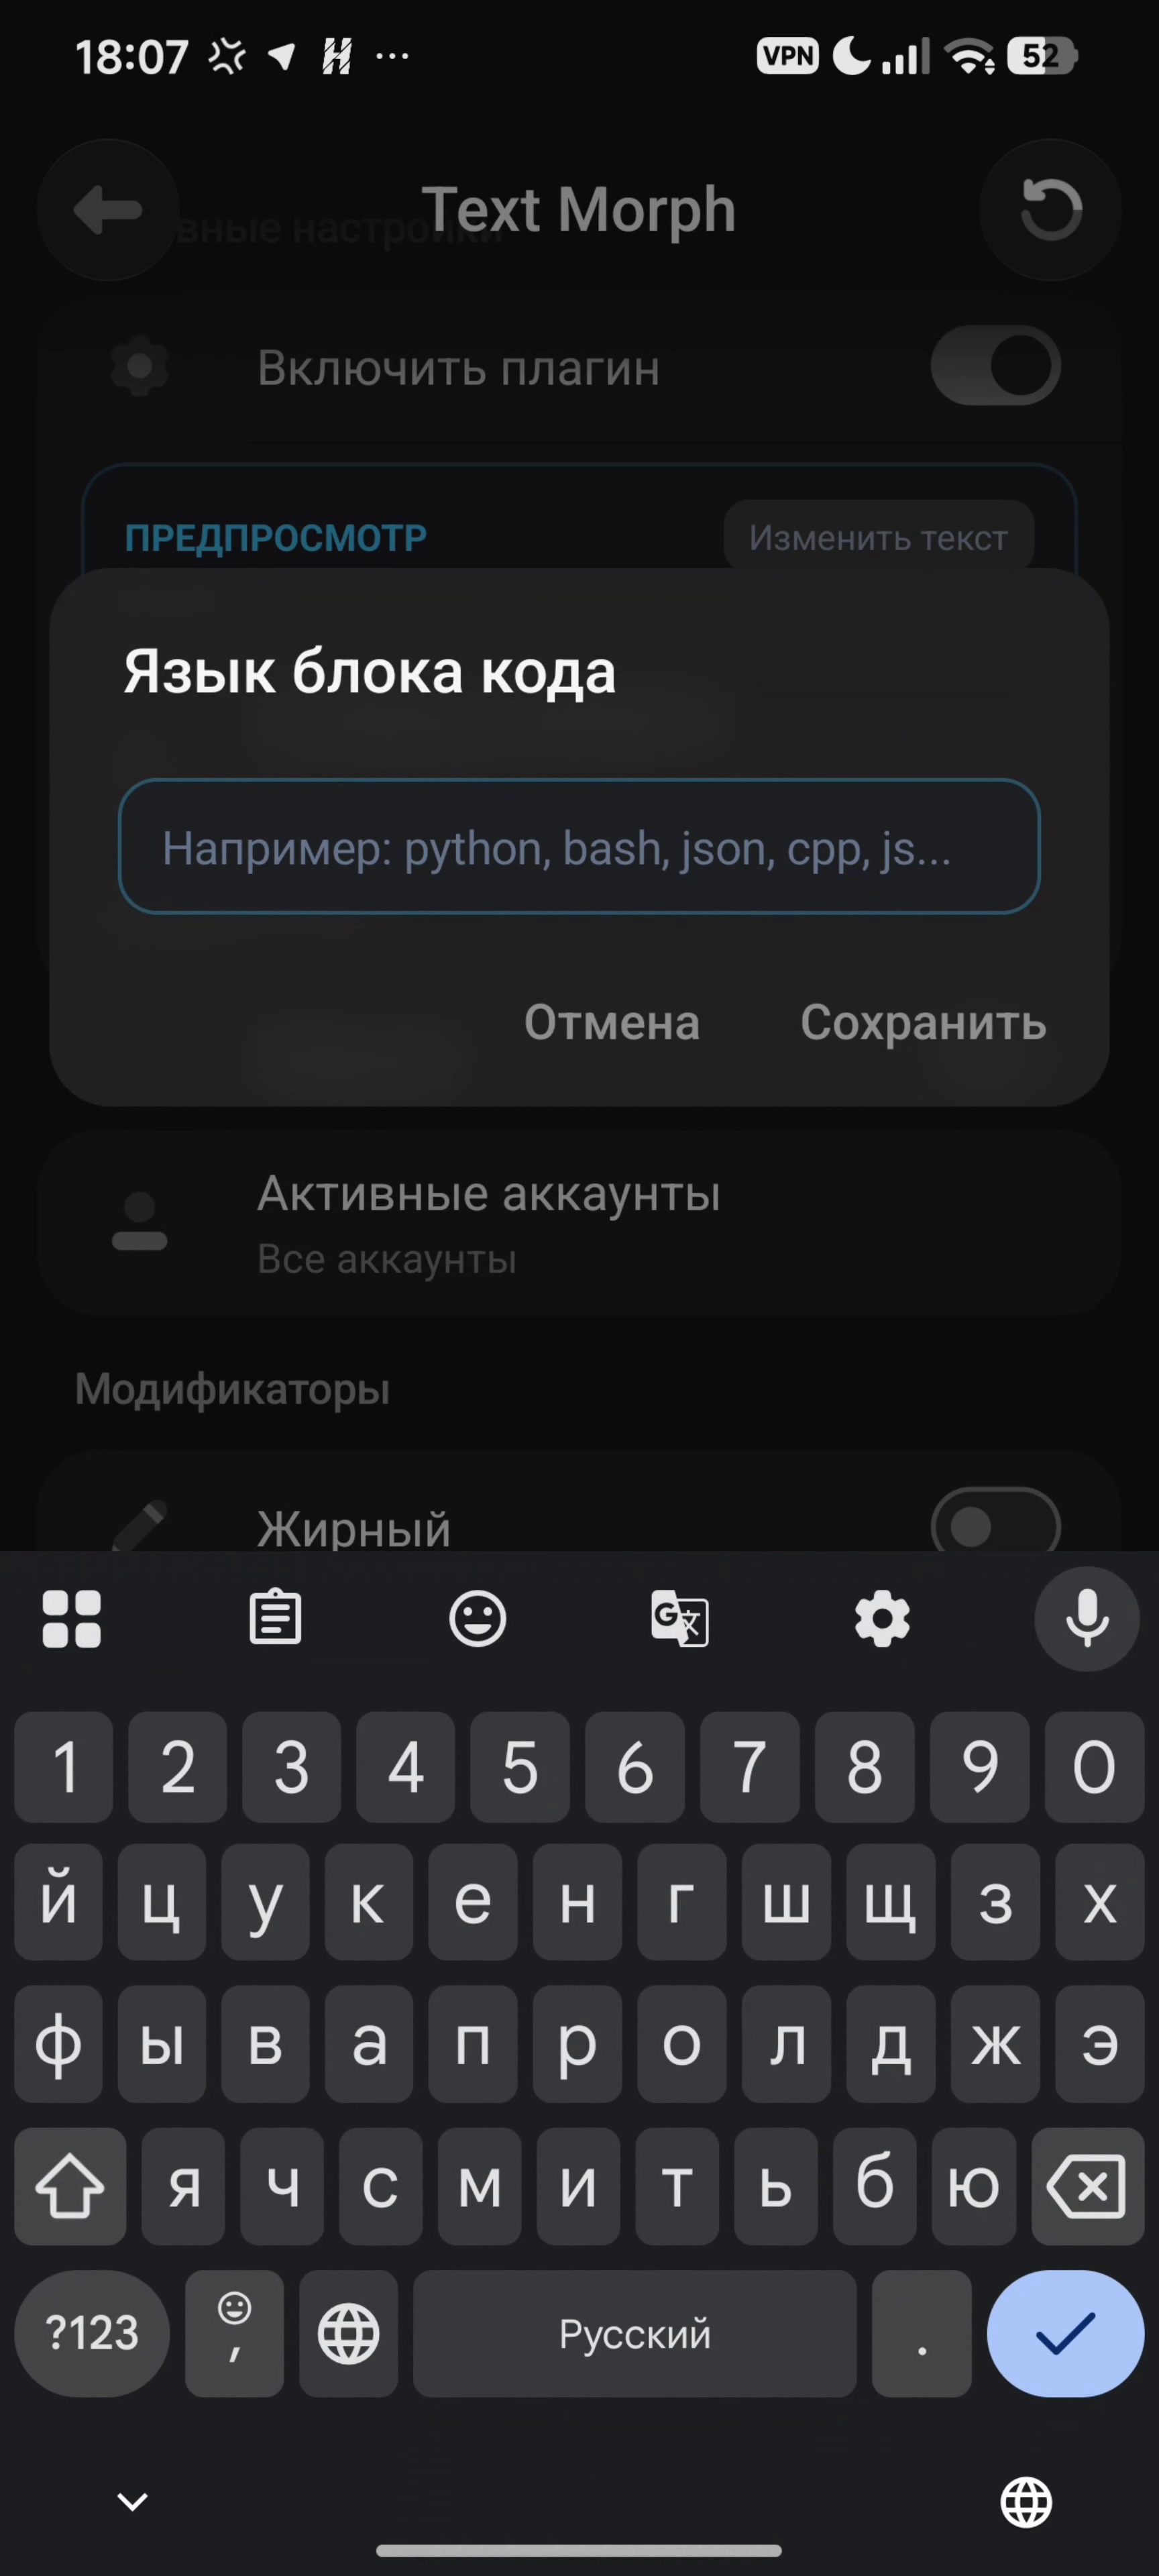 18:07 ... VPN 52
вные настройки
Text Morph
Включить плагин
ПРЕДПРОСМОТР
Изменить текст
Язык блока кода
Например: python, bash, json, cpp, js...
Отмена
Сохранить
Активные аккаунты
Все аккаунты
Модификаторы
Жирный
1 2 3 4 5 6 7 8 9 0
й ц у к е н г ш щ з х
ф ы в а п р о л д ж э
я ч с м и т ь б ю
?123 , Русский .